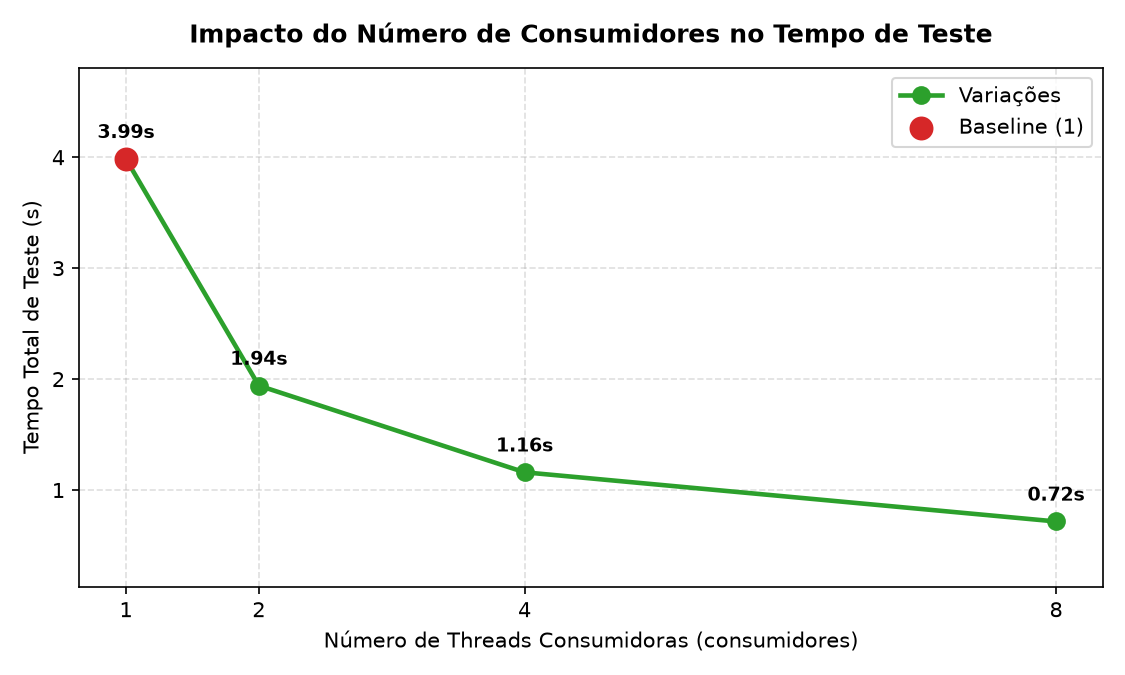 Impacto do Número de Consumidores no Tempo de Teste
Variações
Baseline (1)
3.99s
1.94s
1.16s
0.72s
Tempo Total de Teste (s)
4
3
2
1
1 2 4 8
Número de Threads Consumidoras (consumidores)